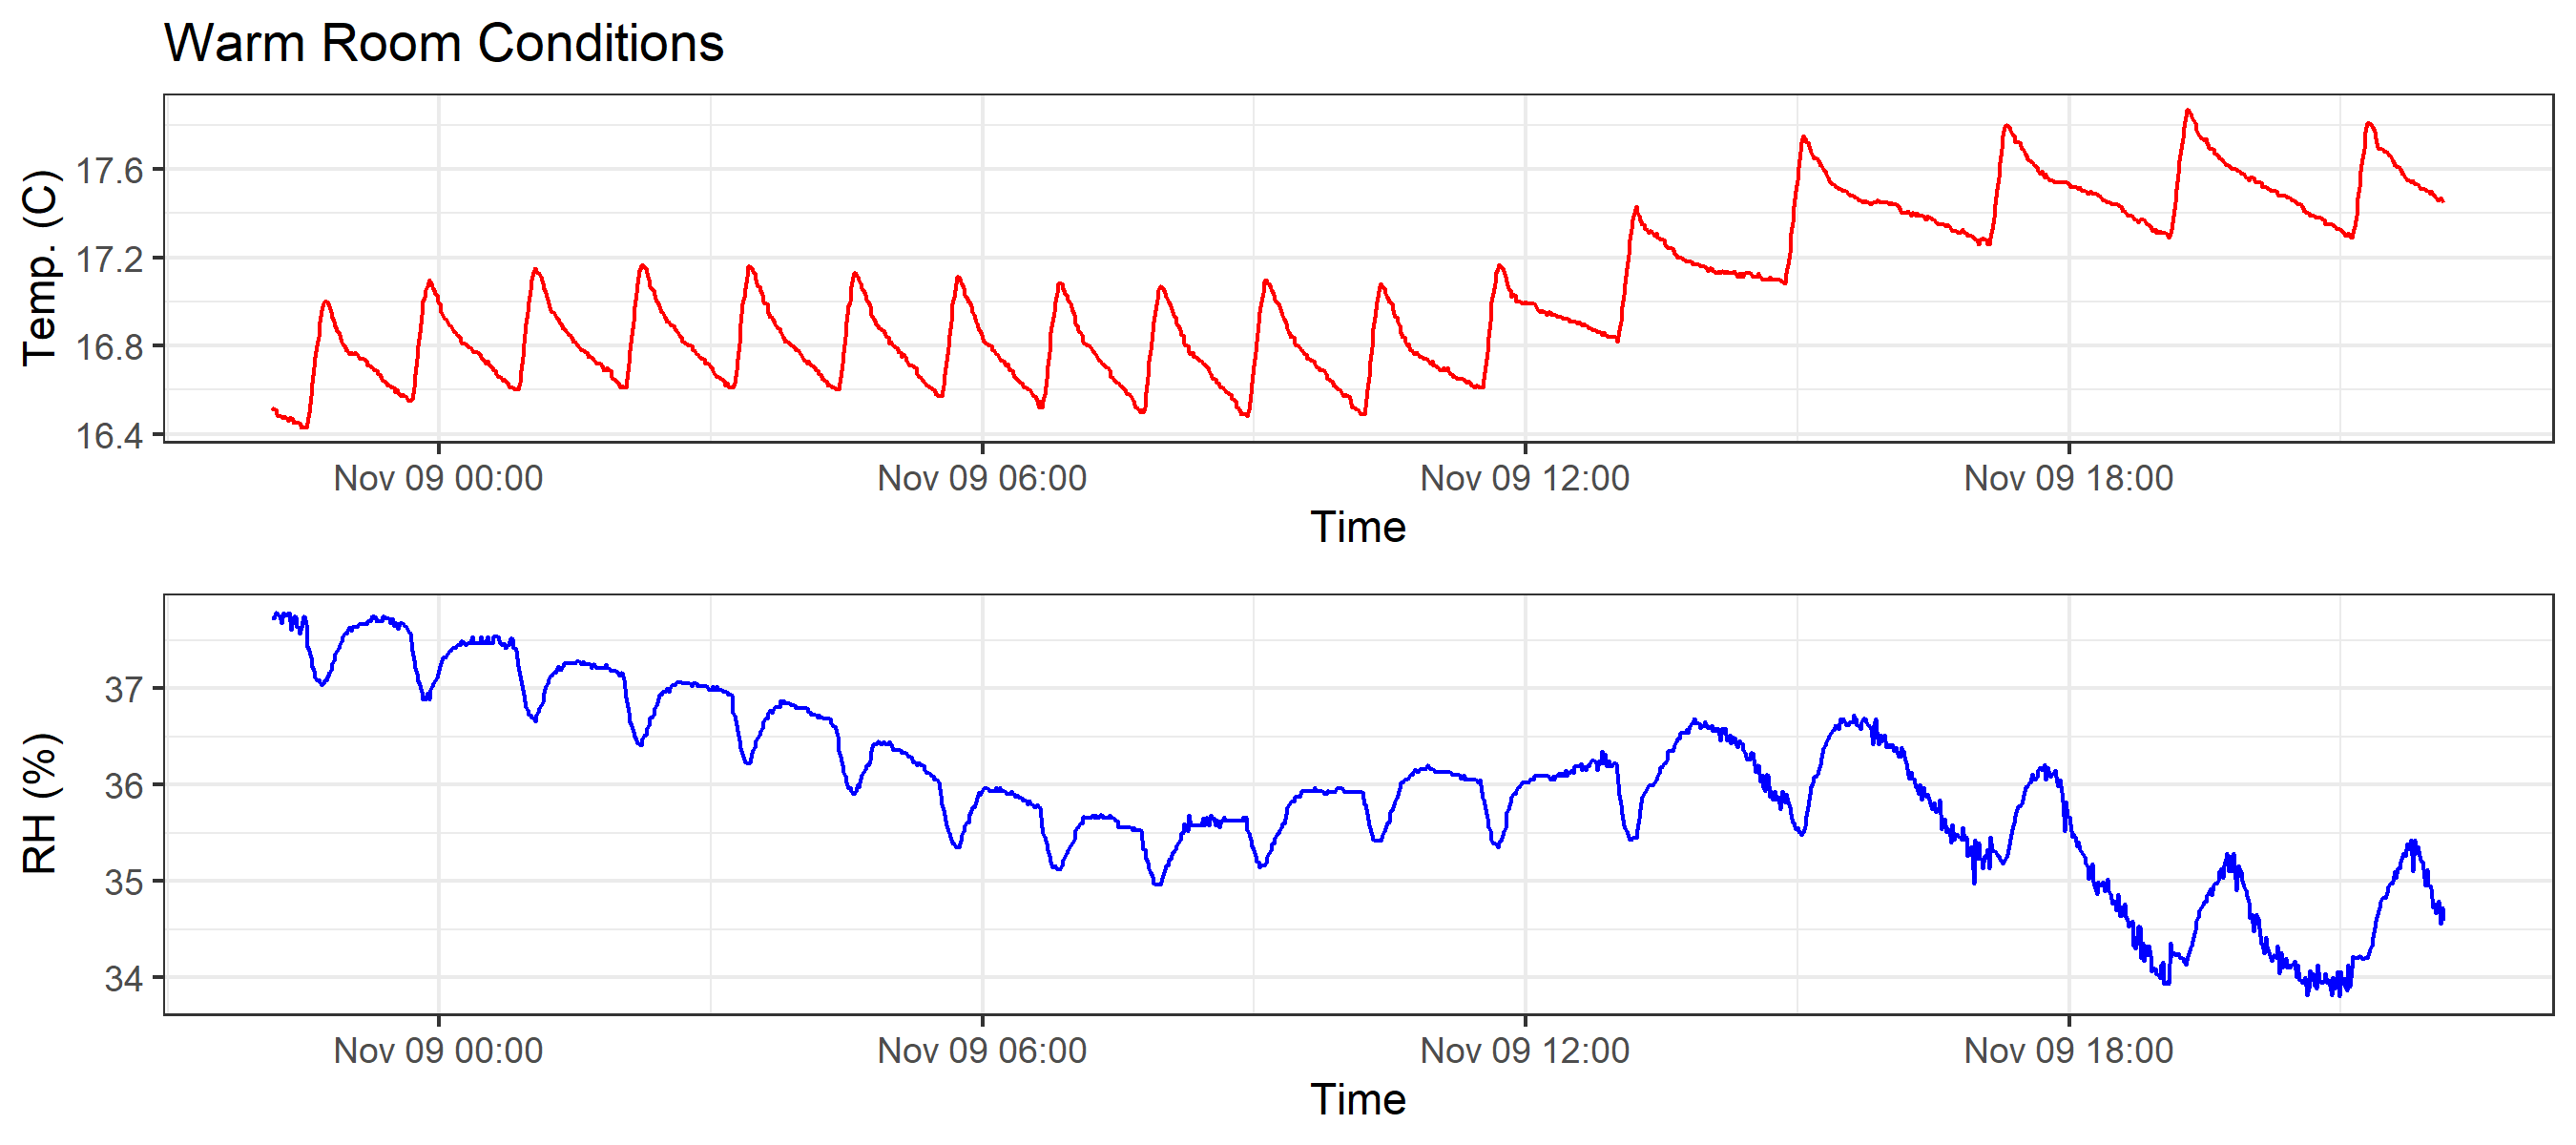 Warm Room Conditions
Temp. (C)
17.6
17.2
16.8
16.4
Nov 09 00:00 Nov 09 06:00 Nov 09 12:00 Nov 09 18:00
Time
RH (%)
37
36
35
34
Nov 09 00:00 Nov 09 06:00 Nov 09 12:00 Nov 09 18:00
Time